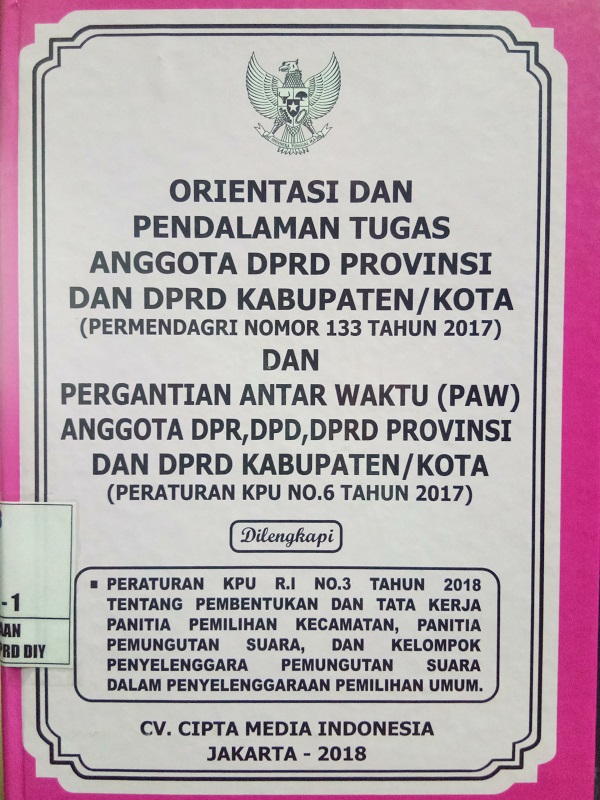 ORIENTASI DAN
PENDALAMAN TUGAS
ANGGOTA DPRD PROVINSI
DAN DPRD KABUPATEN/KOTA
(PERMENDAGRI NOMOR 133 TAHUN 2017)
DAN
PERGANTIAN ANTAR WAKTU (PAW)
ANGGOTA DPR,DPD,DPRD PROVINSI
DAN DPRD KABUPATEN/KOTA
(PERATURAN KPU NO.6 TAHUN 2017)
Dilengkapi
▪ PERATURAN KPU R.I NO.3 TAHUN 2018
TENTANG PEMBENTUKAN DAN TATA KERJA
PANITIA PEMILIHAN KECAMATAN, PANITIA
PEMUNGUTAN SUARA, DAN KELOMPOK
PENYELENGGARA PEMUNGUTAN SUARA
DALAM PENYELENGGARAAN PEMILIHAN UMUM.
-1
AAN
PRD DIY
CV. CIPTA MEDIA INDONESIA
JAKARTA - 2018